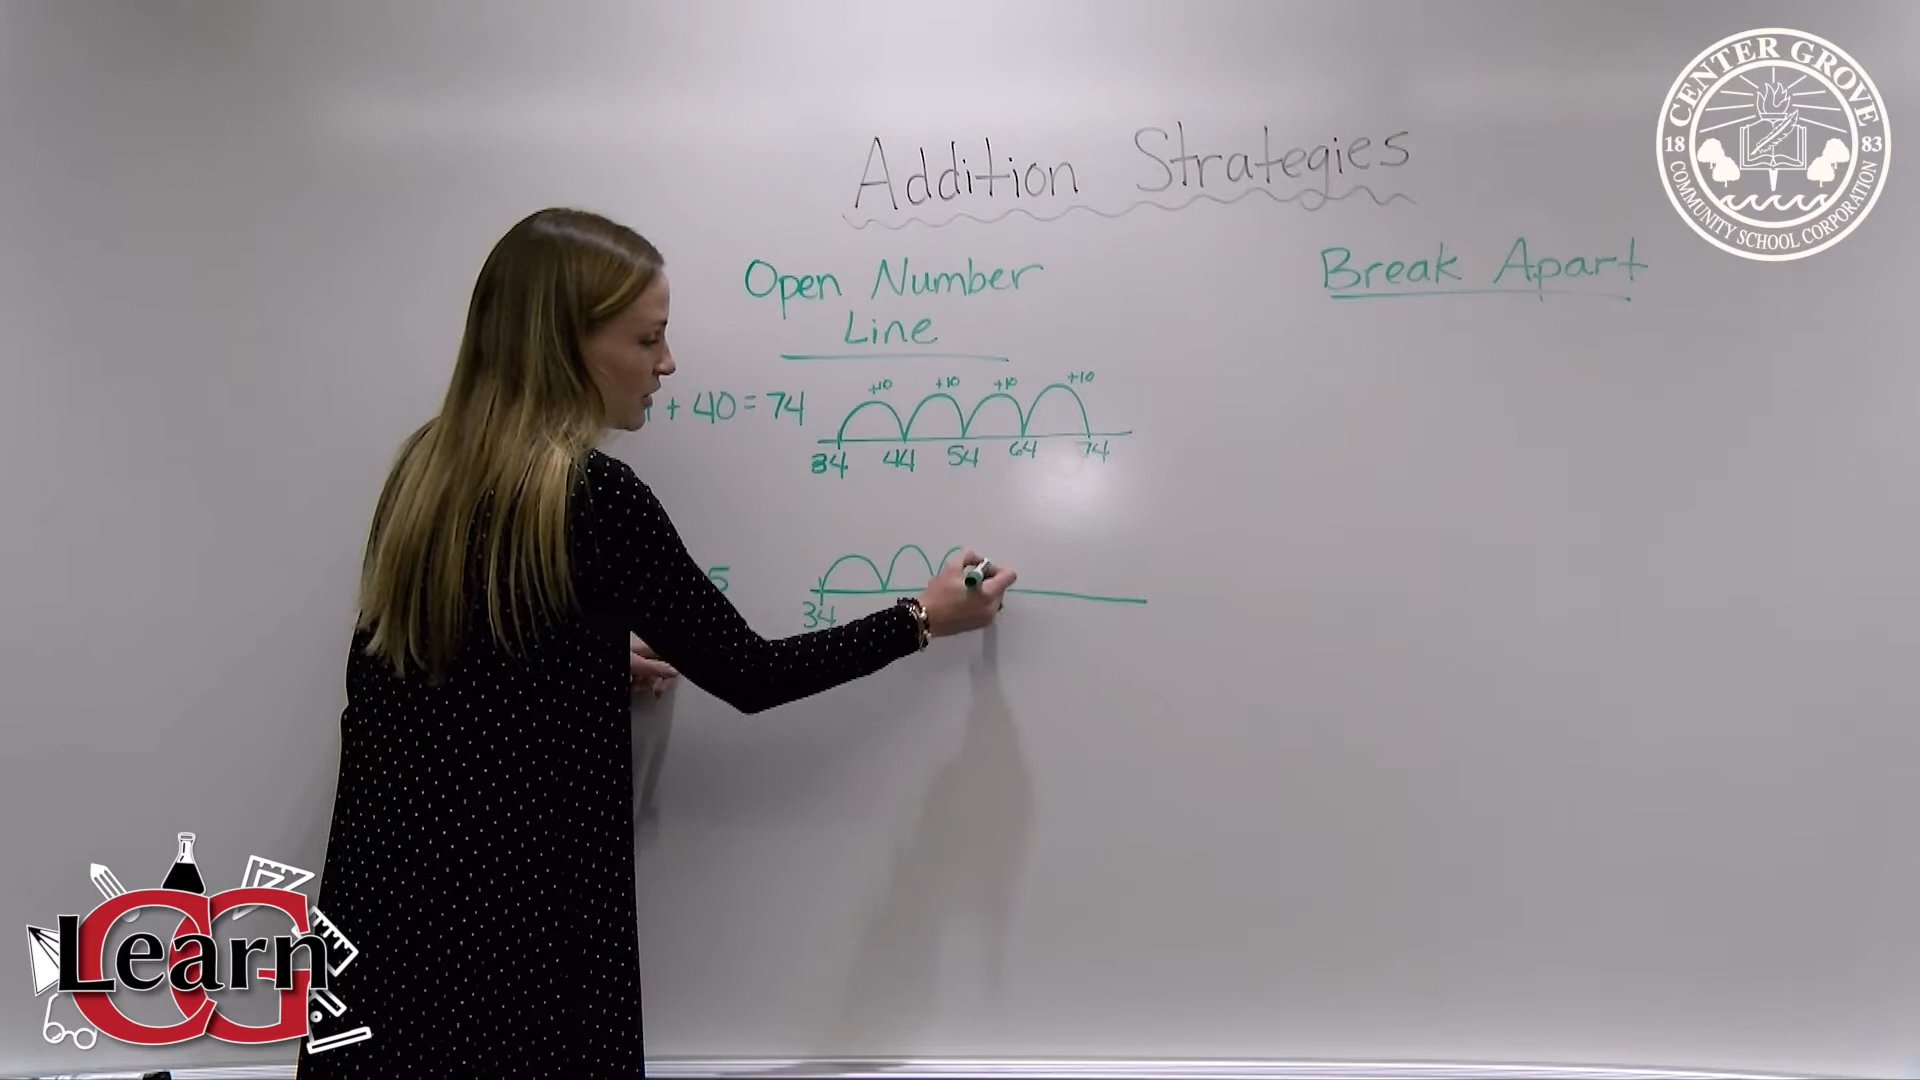 Addition Strategies
Open Number
Line
Break Apart
+ 40 = 74
+10 +10 +10 +10
34 44 54 64 74
5
34
CENTER GROVE
18 83
COMMUNITY SCHOOL CORPORATION
CG
Learn